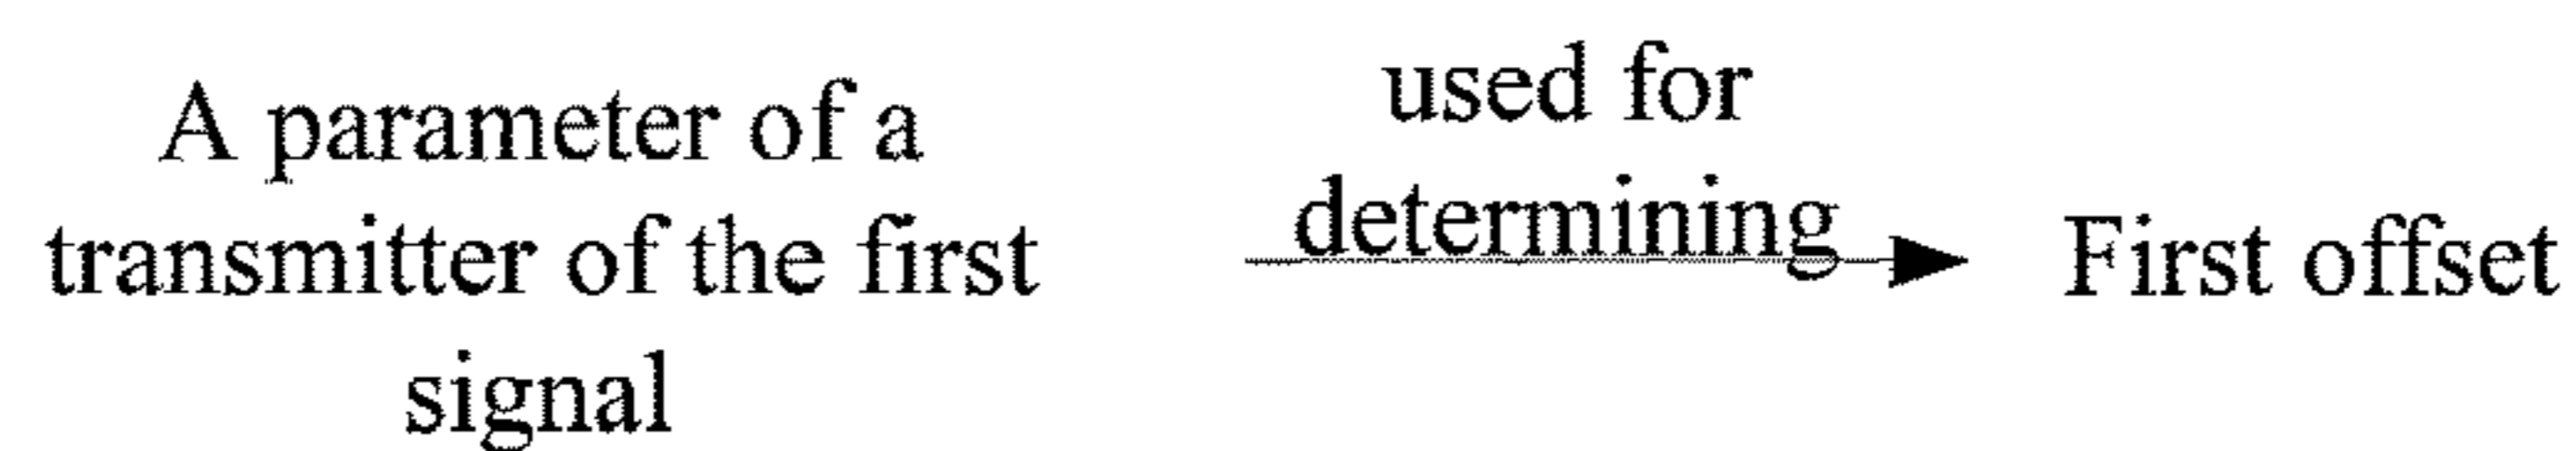 A parameter of a
transmitter of the first
signal
used for
determining
First offset